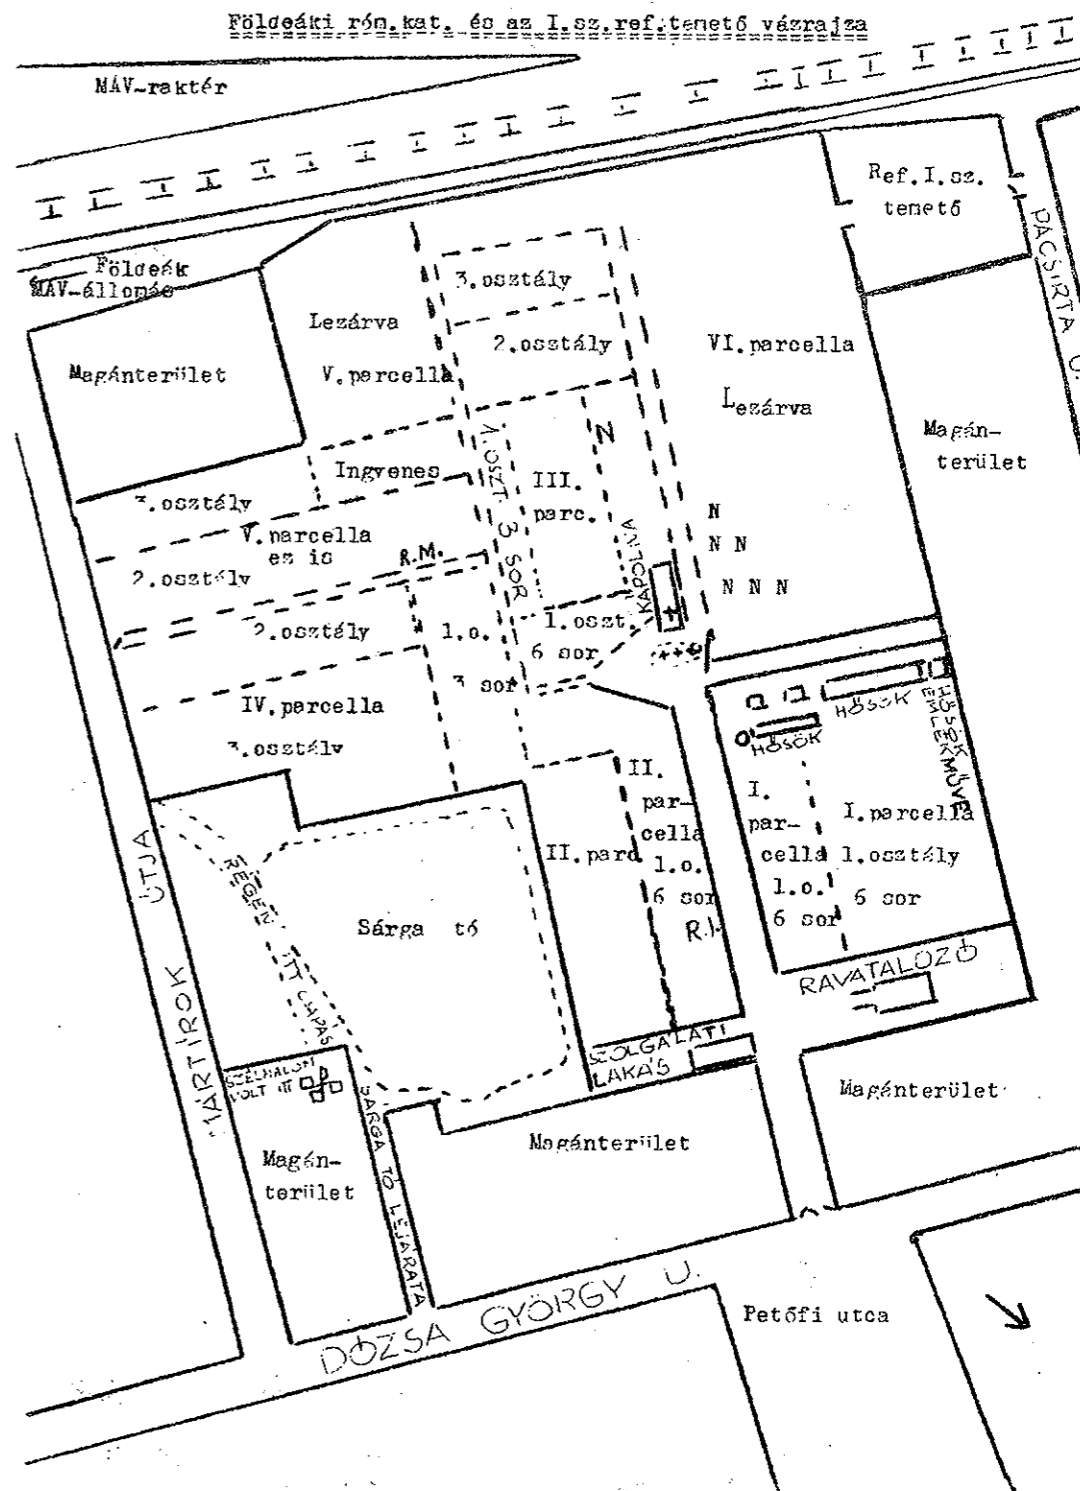 Földeáki róm.kat. és az I.sz.ref.temető vázrajza
MÁV-raktér
Ref.I.sz.
temető
PACSIRTA U.
Földeák
MÁV-állomás
3.osztály
Lezárva
2.osztály
VI.parcella
Magánterület
V.parcella
Lezárva
Magán-
terület
N
Ingyenes
1.OSZT. 3 SOR
III.
parc.
3.osztály
N
V.parcella
ez is
R.M.
N N
2.osztály
KÁPOLNA
N N N
2.osztály
1.o.
1.oszt.
6 sor
3 sor
IV.parcella
HŐSÖK
HŐSÖK
HŐSÖK
EMLÉKMŰVE
3.osztály
II.
par-
cella
1.o.
6 sor
R.I.
I.
par-
cella
1.o.
6 sor
I.parcella
1.osztály
6 sor
II.parc
ÚTJA
MÁRTÍROK
RÉGEN ITT CSAPÁS
Sárga tó
RAVATALOZÓ
SZOLGÁLATI
LAKÁS
SZÉLMALOM
VOLT ITT
SÁRGA TÓ LEJÁRATA
Magánterület
Magánterület
Magán-
terület
DÓZSA GYÖRGY U.
Petőfi utca